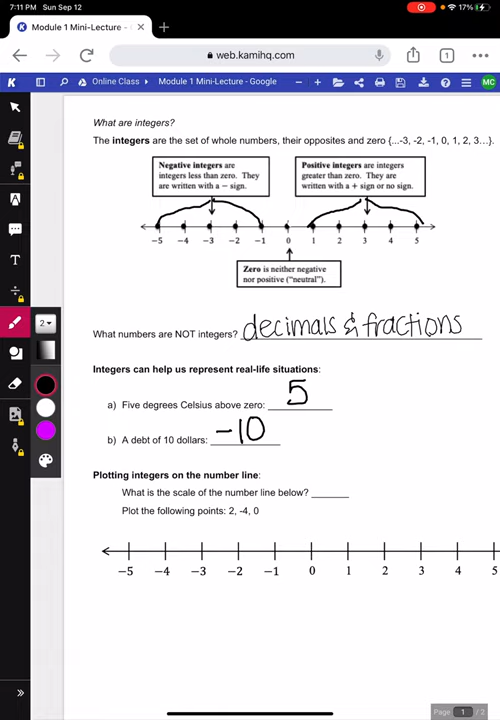 7:11 PM Sun Sep 12
17%
Module 1 Mini-Lecture -
web.kamihq.com
1
K
Online Class
Module 1 Mini-Lecture - Google
MC
What are integers?
The integers are the set of whole numbers, their opposites and zero {...-3, -2, -1, 0, 1, 2, 3...}.
Negative integers are
integers less than zero. They
are written with a − sign.
Positive integers are integers
greater than zero. They are
written with a + sign or no sign.
−5 −4 −3 −2 −1 0 1 2 3 4 5
Zero is neither negative
nor positive ("neutral").
What numbers are NOT integers? decimals & fractions
Integers can help us represent real-life situations:
a) Five degrees Celsius above zero: 5
b) A debt of 10 dollars: -10
Plotting integers on the number line:
What is the scale of the number line below?
Plot the following points: 2, -4, 0
−5 −4 −3 −2 −1 0 1 2 3 4 5
T
2
Page 1 / 2